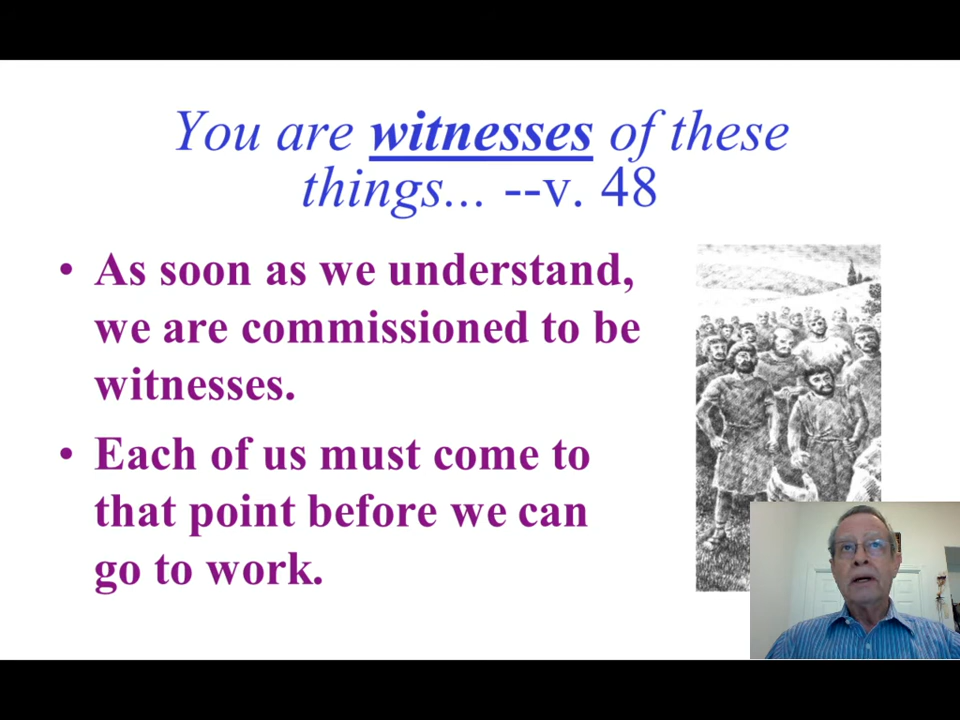 You are witnesses of these
things... --v. 48
• As soon as we understand,
we are commissioned to be
witnesses.
• Each of us must come to
that point before we can
go to work.